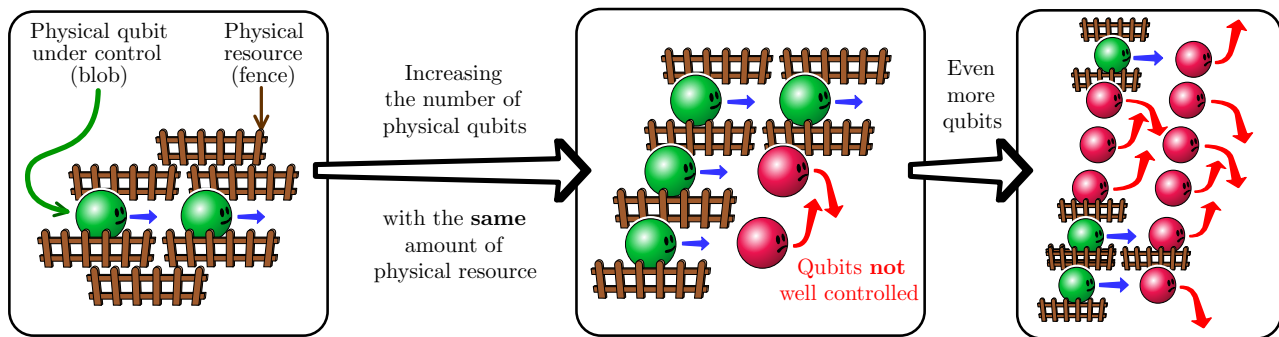 Physical qubit
under control
(blob)
Physical
resource
(fence)
Increasing
the number of
physical qubits
with the same
amount of
physical resource
Qubits not
well controlled
Even
more
qubits